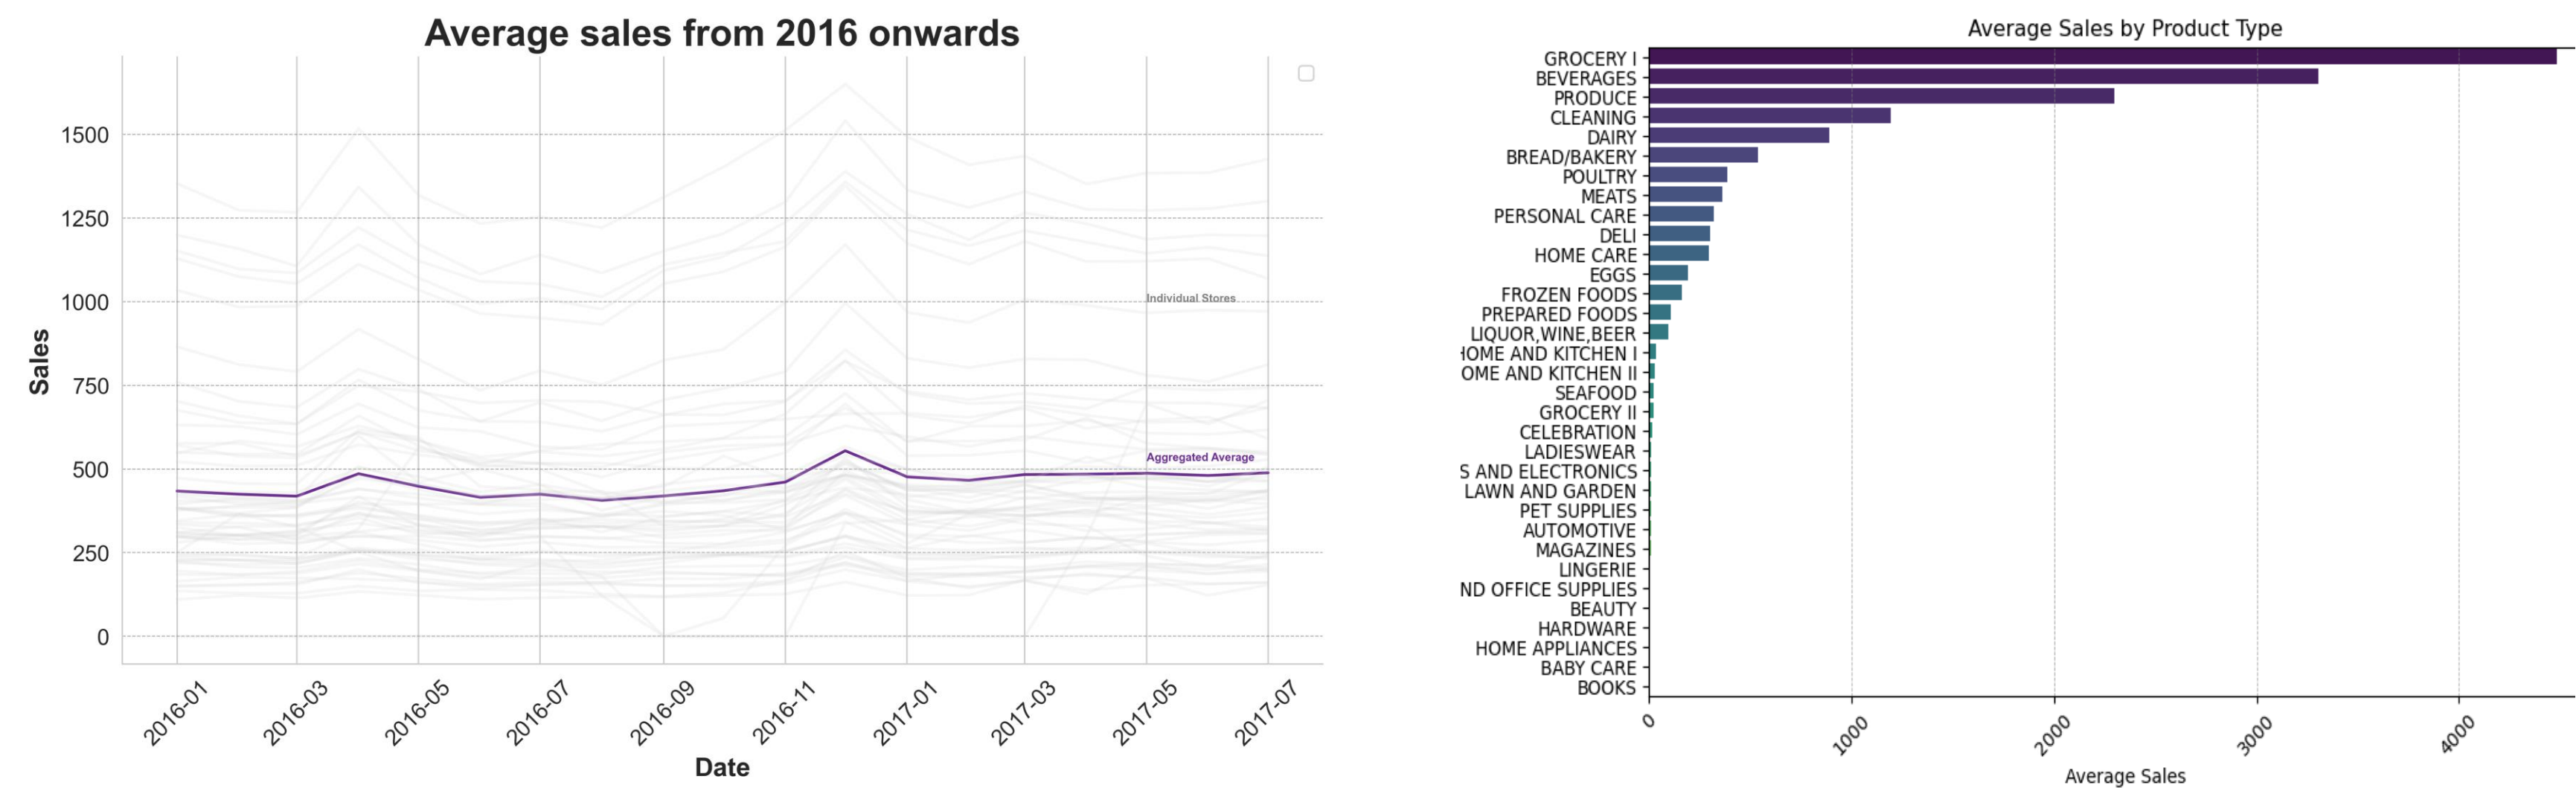 Average sales from 2016 onwards
Sales
1500
1250
1000
750
500
250
0
Individual Stores
Aggregated Average
2016-01
2016-03
2016-05
2016-07
2016-09
2016-11
2017-01
2017-03
2017-05
2017-07
Date
Average Sales by Product Type
GROCERY I
BEVERAGES
PRODUCE
CLEANING
DAIRY
BREAD/BAKERY
POULTRY
MEATS
PERSONAL CARE
DELI
HOME CARE
EGGS
FROZEN FOODS
PREPARED FOODS
LIQUOR,WINE,BEER
HOME AND KITCHEN I
OME AND KITCHEN II
SEAFOOD
GROCERY II
CELEBRATION
LADIESWEAR
S AND ELECTRONICS
LAWN AND GARDEN
PET SUPPLIES
AUTOMOTIVE
MAGAZINES
LINGERIE
ND OFFICE SUPPLIES
BEAUTY
HARDWARE
HOME APPLIANCES
BABY CARE
BOOKS
0
1000
2000
3000
4000
Average Sales